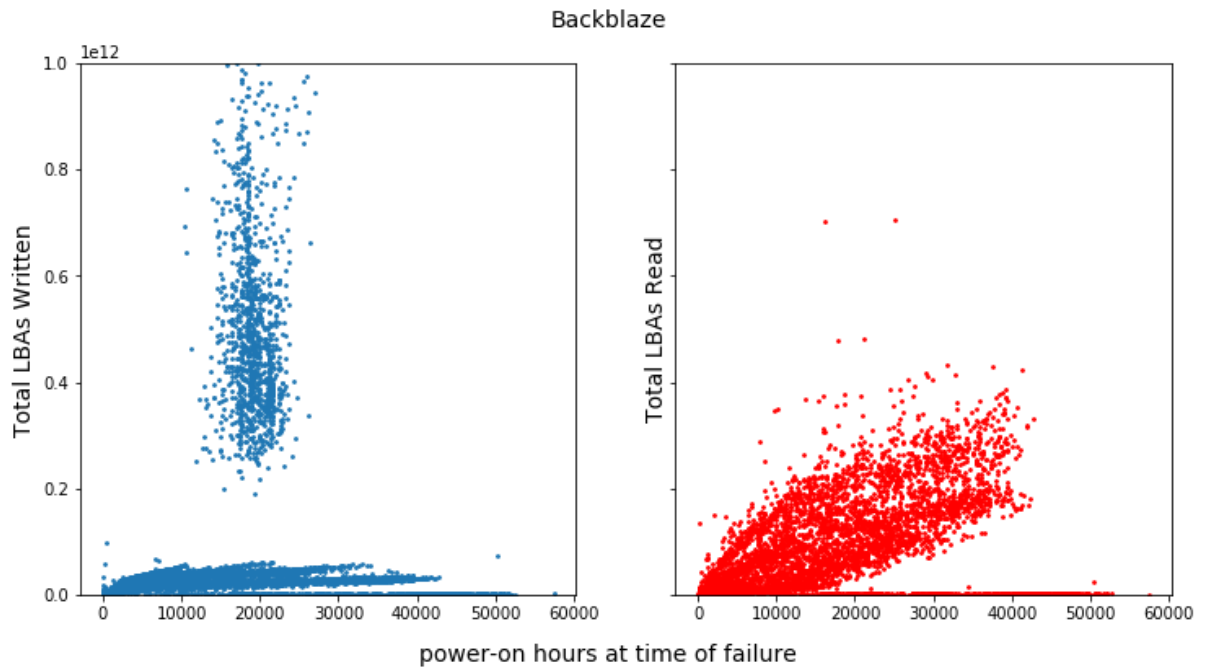 Backblaze
1e12
1.0
0.8
0.6
0.4
0.2
0.0
Total LBAs Written
0 10000 20000 30000 40000 50000 60000
Total LBAs Read
0 10000 20000 30000 40000 50000 60000
power-on hours at time of failure